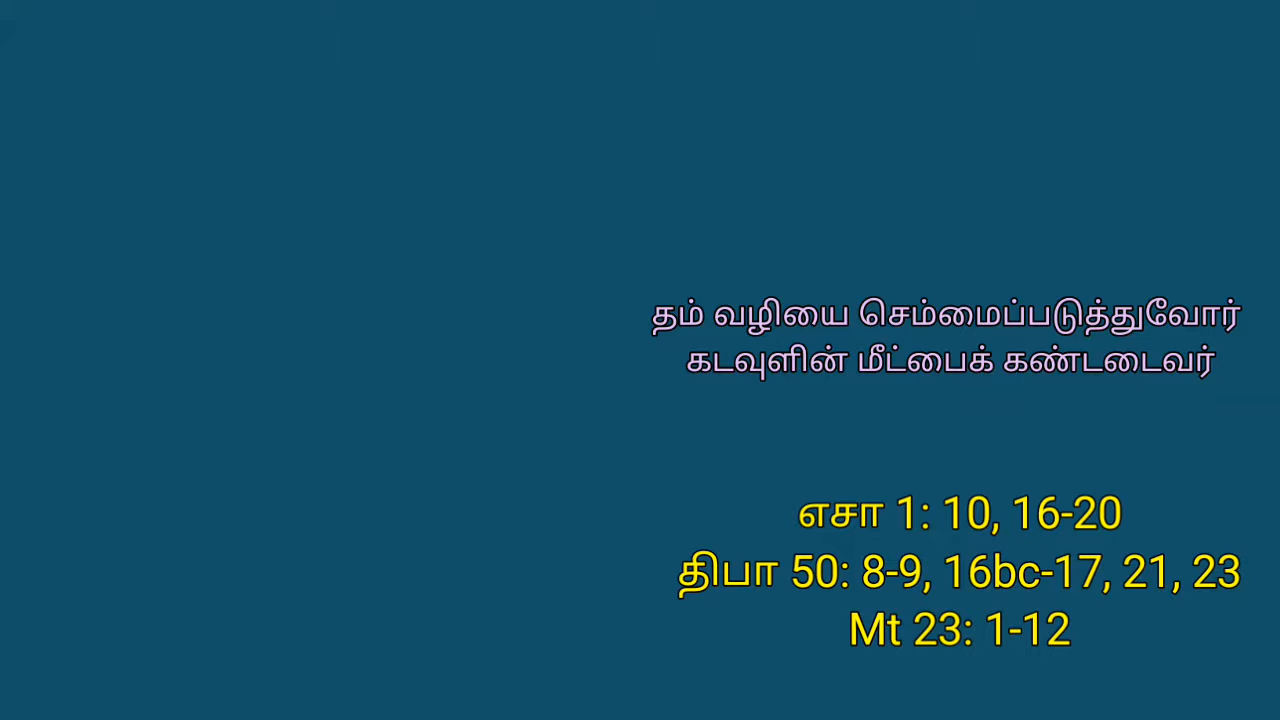 தம் வழியை செம்மைப்படுத்துவோர்
கடவுளின் மீட்பைக் கண்டடைவர்
எசா 1: 10, 16-20
திபா 50: 8-9, 16bc-17, 21, 23
Mt 23: 1-12